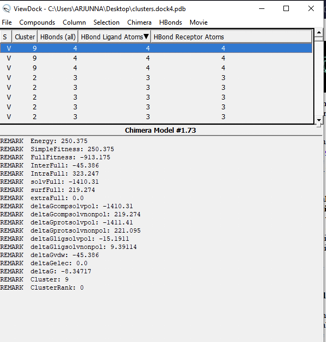 ViewDock - C:\Users\ARJUNNA\Desktop\clusters.dock4.pdb
File Compounds Column Selections Chimera HBonds Movie
S Cluster HBonds (all) HBond Ligand Atoms▼ HBond Receptor Atoms
V 9 4 4 4
V 9 4 4 4
V 9 4 4 4
V 2 3 3 3
V 2 3 3 3
V 2 3 3 3
V 2 3 3 3
V 2 3 3 3
Chimera Model #1.73
REMARK Energy: 250.375
REMARK SimpleFitness: 250.375
REMARK FullFitness: -913.175
REMARK InterFull: -45.386
REMARK IntraFull: 323.247
REMARK solvFull: -1410.31
REMARK surfFull: 219.274
REMARK extraFull: 0.0
REMARK deltaGcompsolvpol: -1410.31
REMARK deltaGcompsolvnonpol: 219.274
REMARK deltaGprotsolvpol: -1411.41
REMARK deltaGprotsolvnonpol: 221.095
REMARK deltaGligsolvpol: -15.1911
REMARK deltaGligsolvnonpol: 9.39114
REMARK deltaGvdw: -45.386
REMARK deltaGelec: 0.0
REMARK deltaG: -8.34717
REMARK Cluster: 9
REMARK ClusterRank: 0